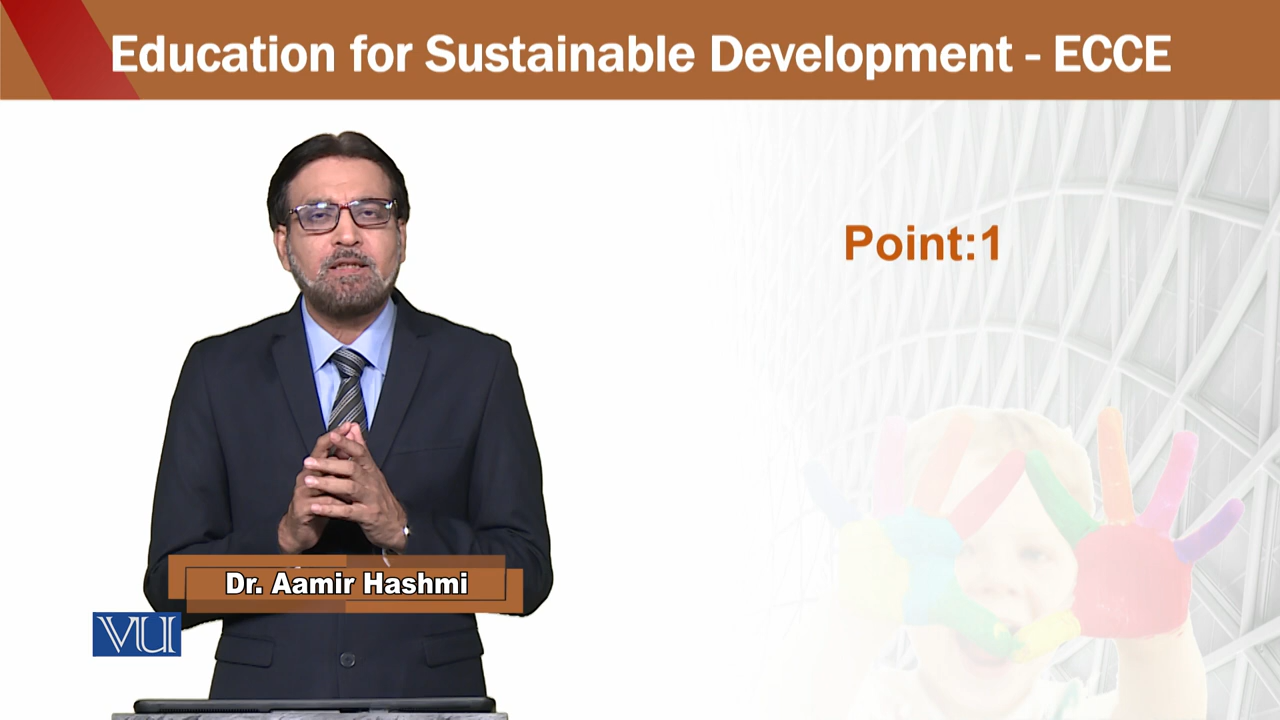 Education for Sustainable Development - ECCE
Point:1
Dr. Aamir Hashmi
VU